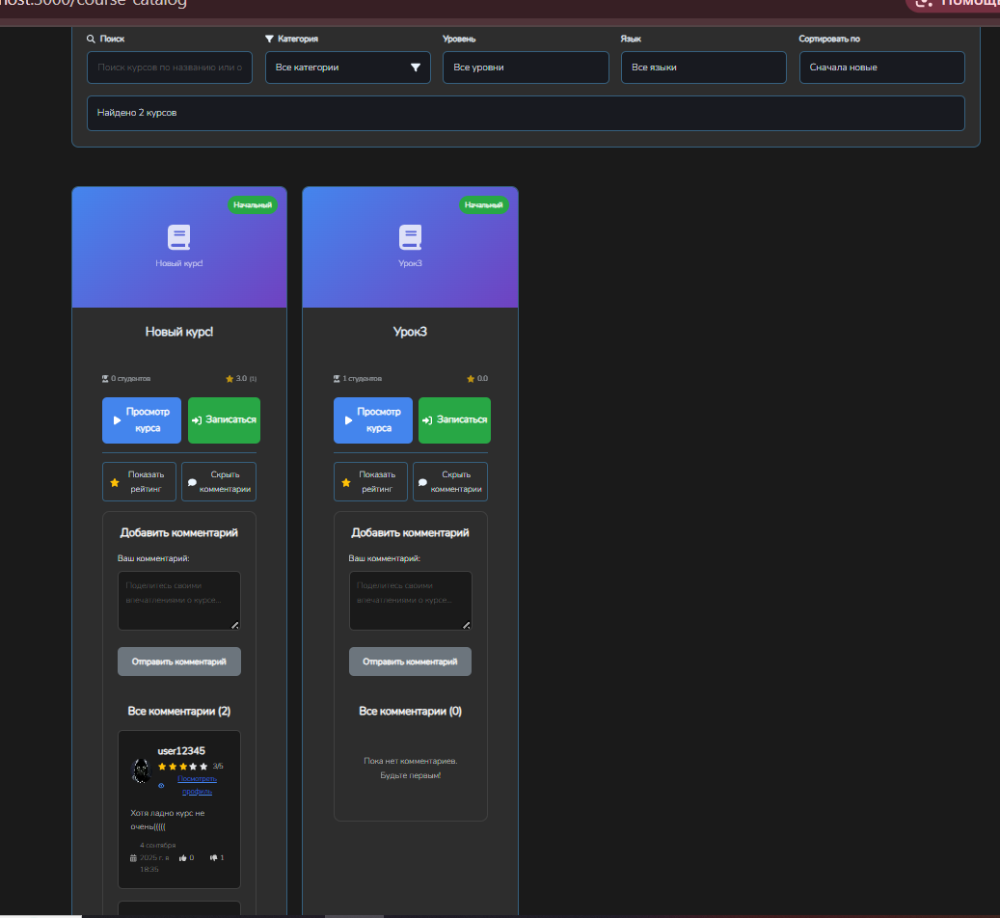 host:3000/course-catalog
Помощ
Поиск
Категория
Уровень
Язык
Сортировать по
Поиск курсов по названию или о
Все категории
Все уровни
Все языки
Сначала новые
Найдено 2 курсов
Начальный
Новый курс!
Новый курс!
0 студентов
3.0 (1)
Просмотр
курса
Записаться
Показать
рейтинг
Скрыть
комментарии
Добавить комментарий
Ваш комментарий:
Поделитесь своими
впечатлениями о курсе...
Отправить комментарий
Все комментарии (2)
user12345
3/5
Посмотреть
профиль
Хотя ладно курс не
очень(((((
4 сентября
2025 г. в
18:35
0
1
Начальный
Урок3
Урок3
1 студентов
0.0
Просмотр
курса
Записаться
Показать
рейтинг
Скрыть
комментарии
Добавить комментарий
Ваш комментарий:
Поделитесь своими
впечатлениями о курсе...
Отправить комментарий
Все комментарии (0)
Пока нет комментариев.
Будьте первым!